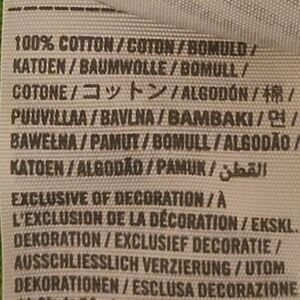 100% COTTON / COTON / BOMULD /
KATOEN / BAUMWOLLE / BOMULL /
COTONE / コットン / ALGODÓN / 棉 /
PUUVILLAA / BAVLNA / BAMBAKI / 면 /
BAWEŁNA / PAMUT / BOMULL / ALGODÃO /
KATOEN / ALGODÃO / PAMUK / القطن
EXCLUSIVE OF DECORATION / À
L'EXCLUSION DE LA DÉCORATION / EKSKL.
DEKORATION / EXCLUSIEF DECORATIE /
AUSSCHLIESSLICH VERZIERUNG / UTOM
DEKORATIONEN / ESCLUSA DECORAZIONE